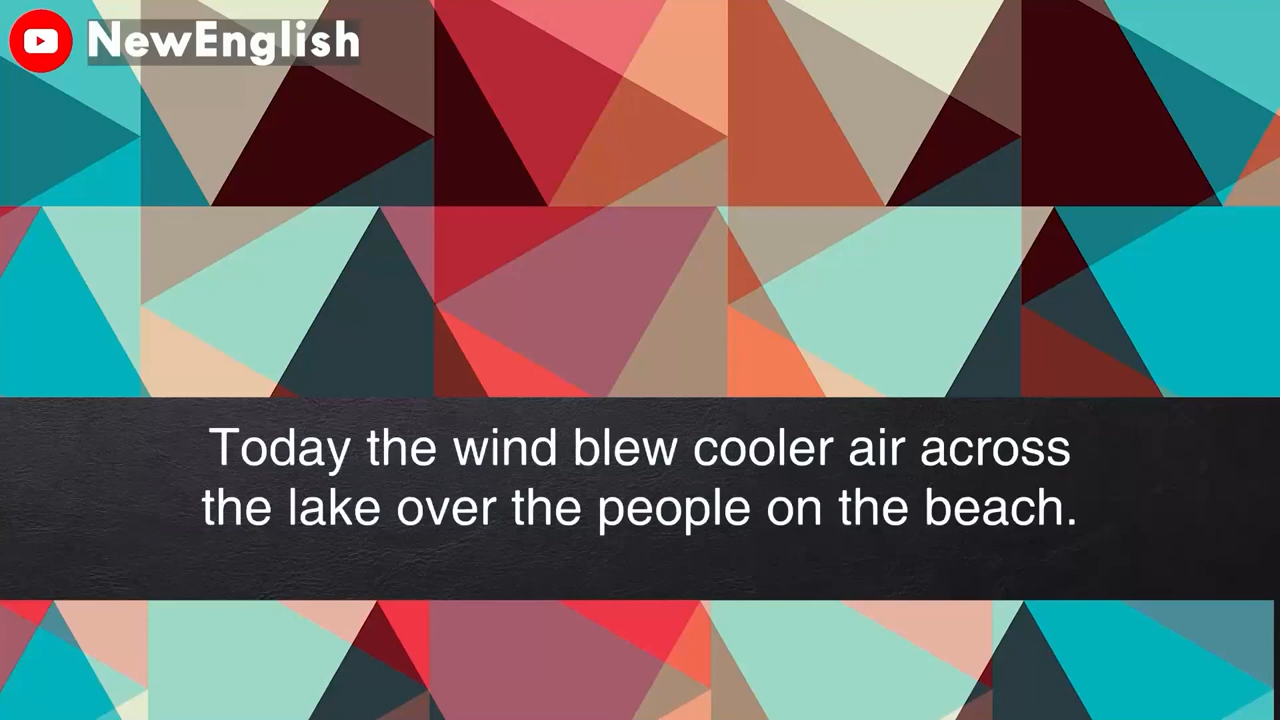 NewEnglish
Today the wind blew cooler air across
the lake over the people on the beach.